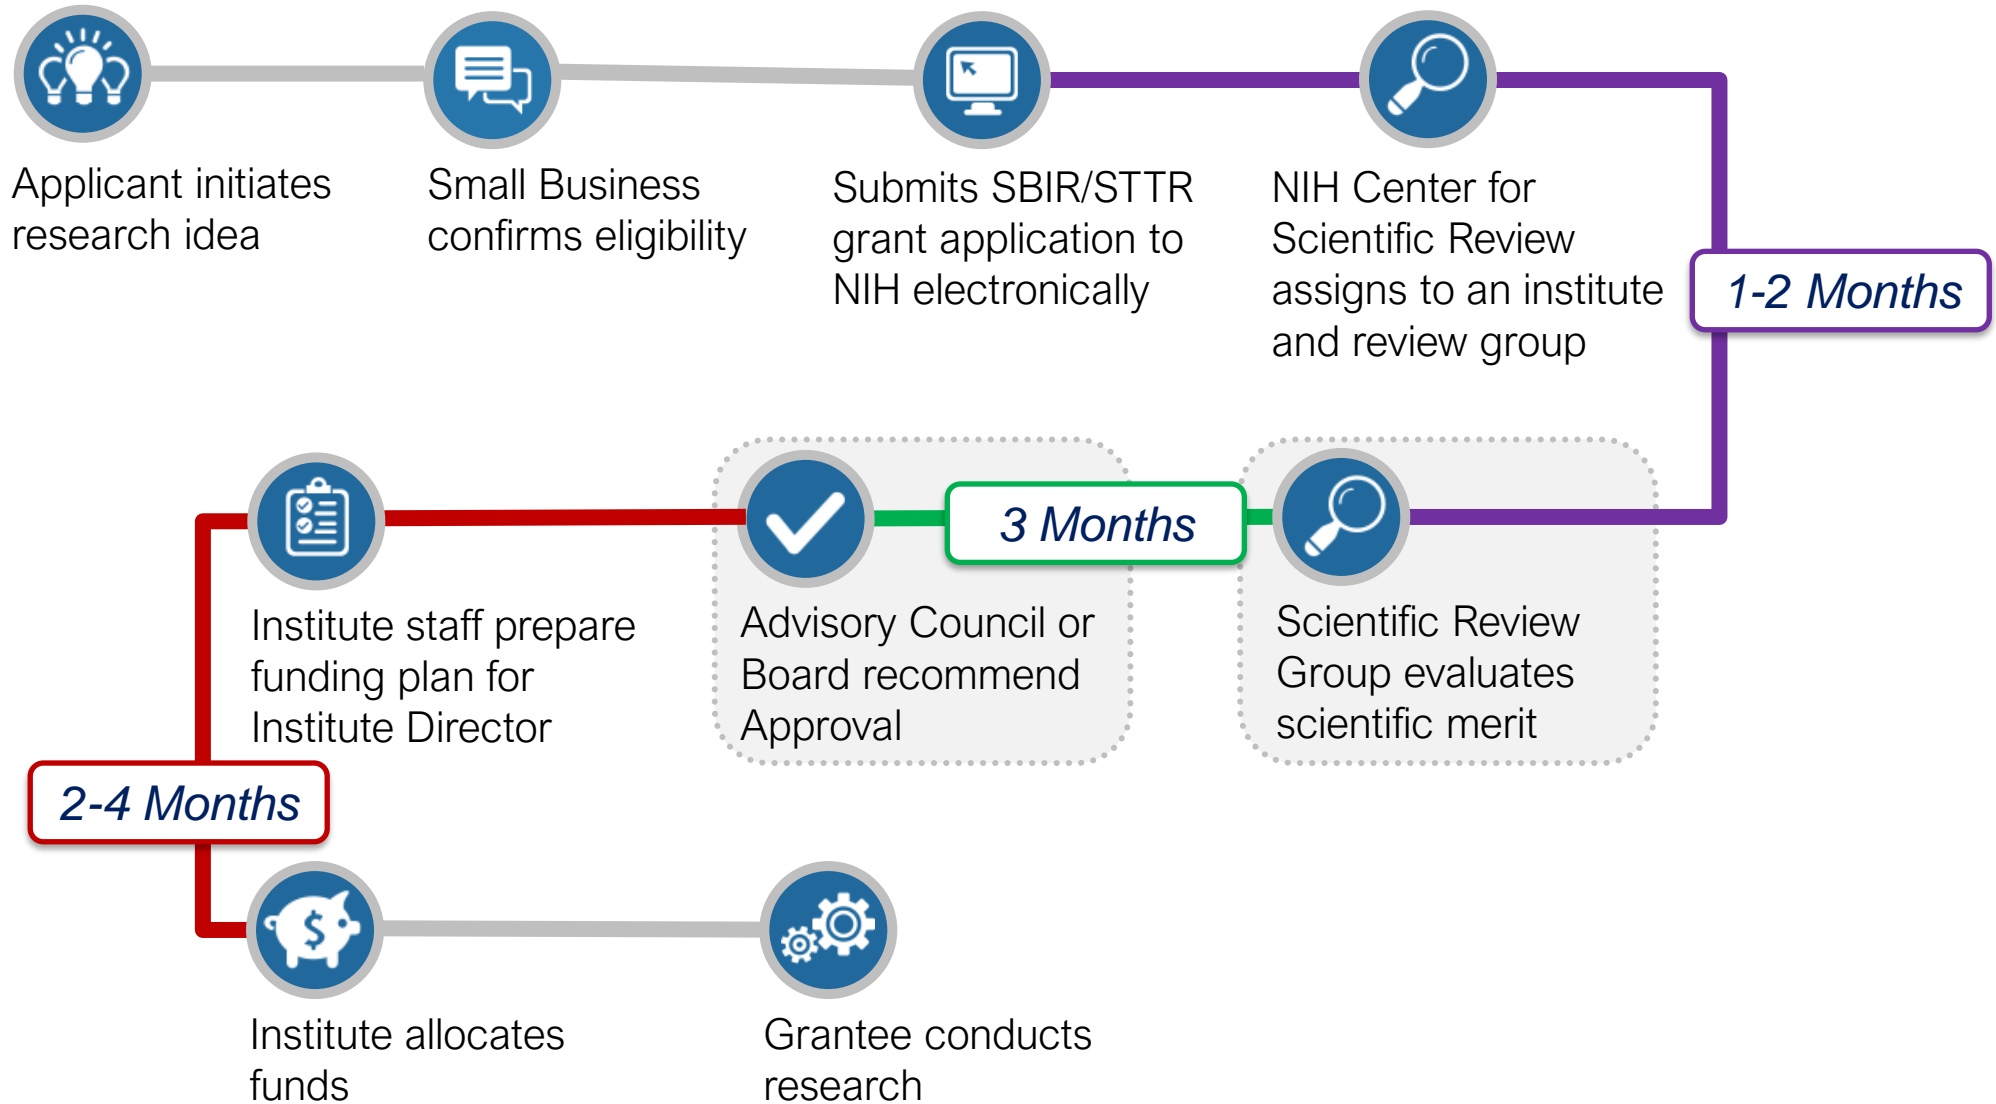 Applicant initiates
research idea
Small Business
confirms eligibility
Submits SBIR/STTR
grant application to
NIH electronically
NIH Center for
Scientific Review
assigns to an institute
and review group
1-2 Months
Scientific Review
Group evaluates
scientific merit
3 Months
Advisory Council or
Board recommend
Approval
Institute staff prepare
funding plan for
Institute Director
2-4 Months
$
Institute allocates
funds
Grantee conducts
research